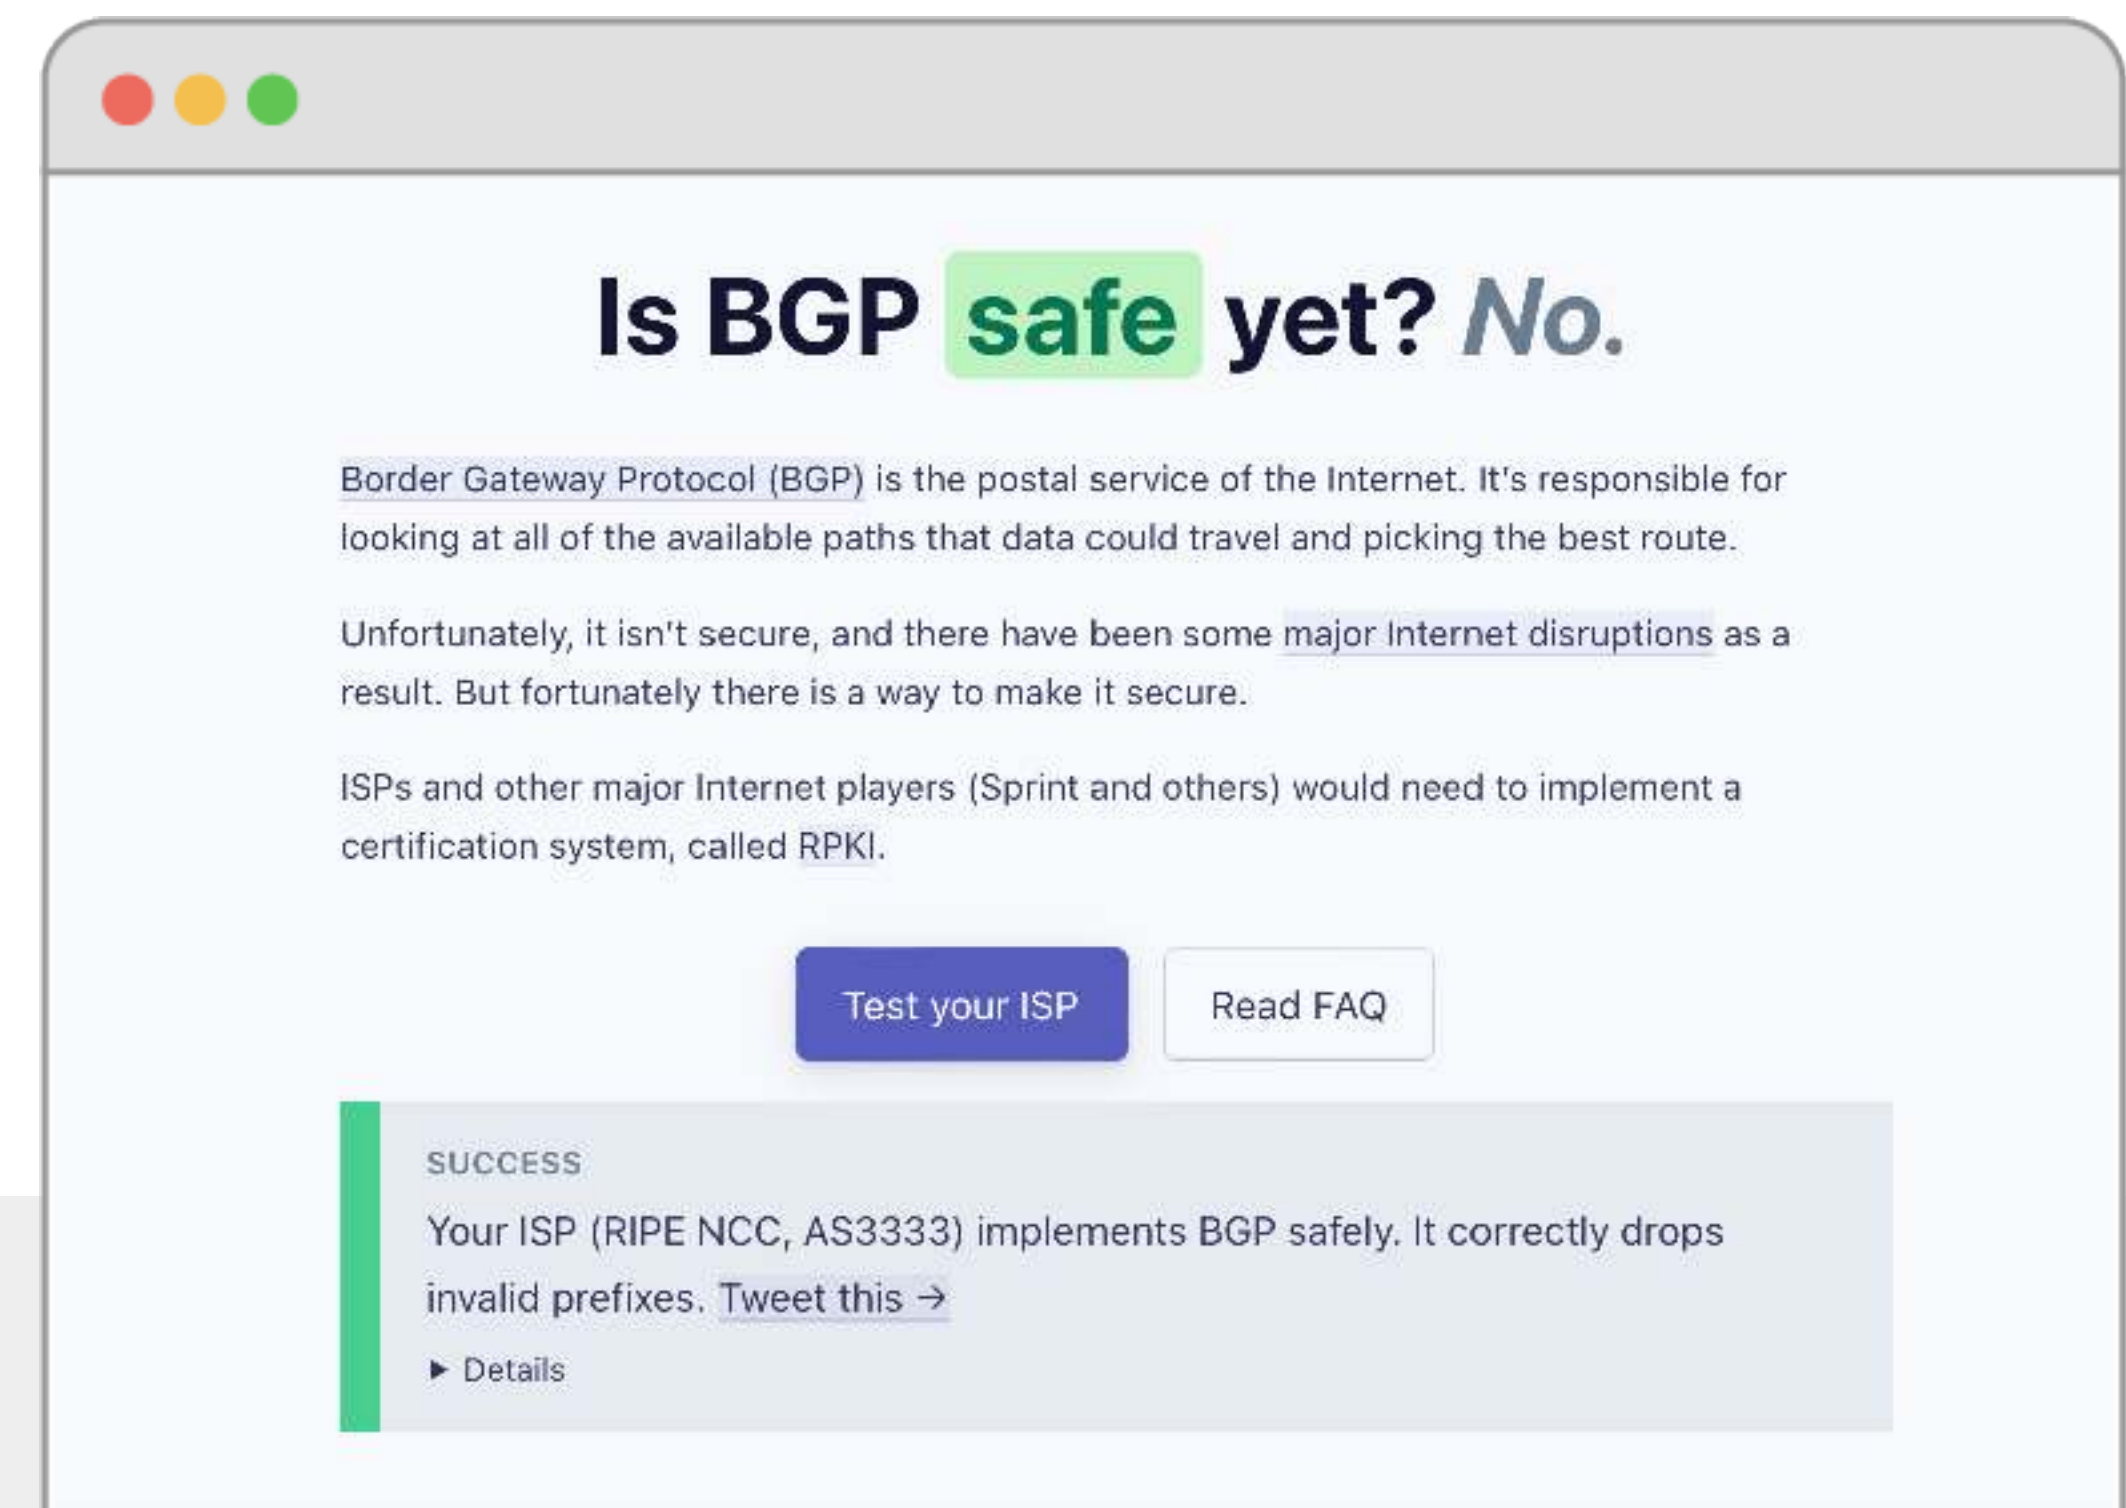 Is BGP safe yet? No.
Border Gateway Protocol (BGP) is the postal service of the Internet. It's responsible for
looking at all of the available paths that data could travel and picking the best route.
Unfortunately, it isn't secure, and there have been some major Internet disruptions as a
result. But fortunately there is a way to make it secure.
ISPs and other major Internet players (Sprint and others) would need to implement a
certification system, called RPKI.
Test your ISP Read FAQ
SUCCESS
Your ISP (RIPE NCC, AS3333) implements BGP safely. It correctly drops
invalid prefixes. Tweet this →
▶ Details